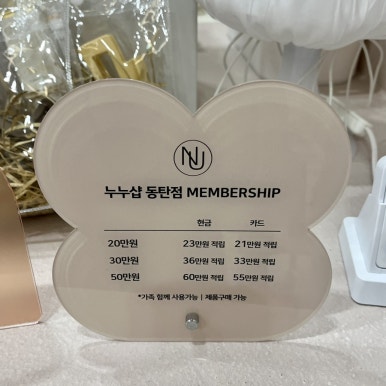 NU
누누샵 동탄점 MEMBERSHIP
현금 카드
20만원 23만원 적립 21만원 적립
30만원 36만원 적립 33만원 적립
50만원 60만원 적립 55만원 적립
*가족 함께 사용가능 | 제품구매 가능